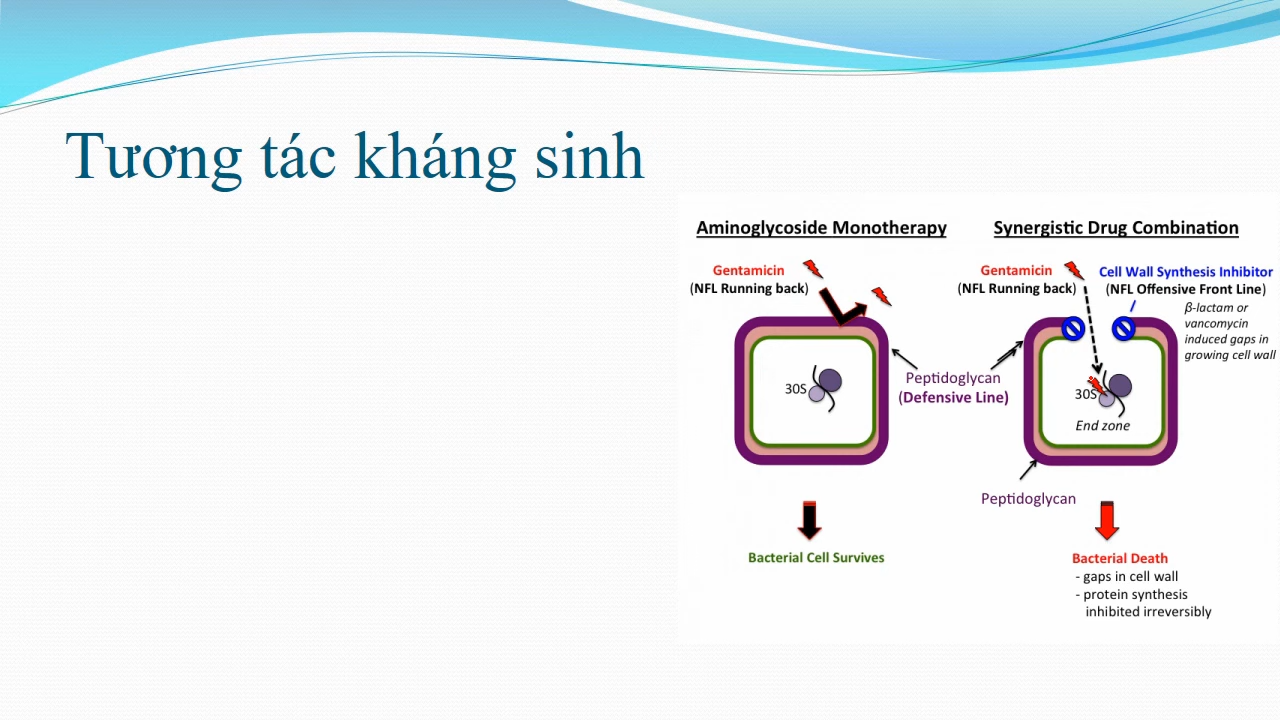 Tương tác kháng sinh
Aminoglycoside Monotherapy
Gentamicin
(NFL Running back)
30S
Peptidoglycan
(Defensive Line)
Bacterial Cell Survives
Synergistic Drug Combination
Gentamicin
(NFL Running back)
Cell Wall Synthesis Inhibitor
(NFL Offensive Front Line)
β-lactam or
vancomycin
induced gaps in
growing cell wall
30S
End zone
Peptidoglycan
Bacterial Death
- gaps in cell wall
- protein synthesis
inhibited irreversibly